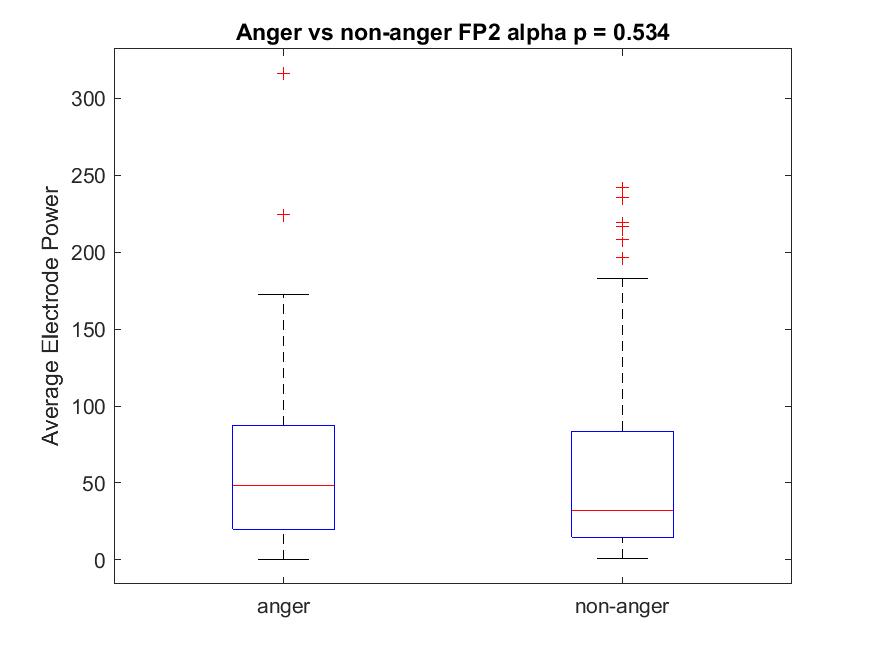 Anger vs non-anger FP2 alpha p = 0.534
Average Electrode Power
300
250
200
150
100
50
0
anger
non-anger